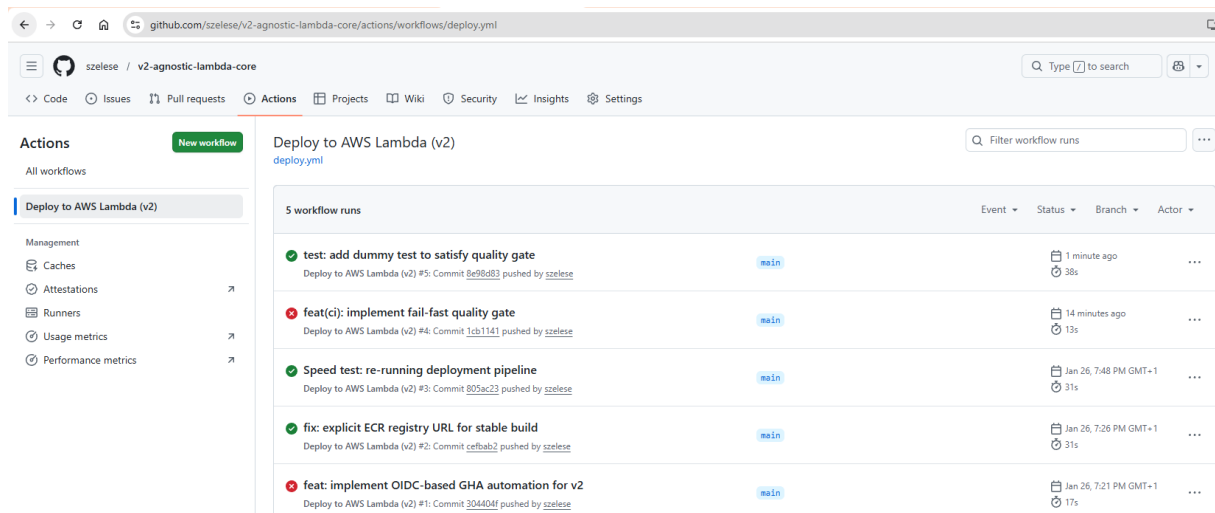 github.com/szelese/v2-agnostic-lambda-core/actions/workflows/deploy.yml
szelese / v2-agnostic-lambda-core
Type / to search
Code Issues Pull requests Actions Projects Wiki Security Insights Settings
Actions
New workflow
All workflows
Deploy to AWS Lambda (v2)
Management
Caches
Attestations
Runners
Usage metrics
Performance metrics
Deploy to AWS Lambda (v2)
deploy.yml
Filter workflow runs
5 workflow runs
Event Status Branch Actor
test: add dummy test to satisfy quality gate
Deploy to AWS Lambda (v2) #5: Commit 8e98d83 pushed by szelese
main
1 minute ago
38s
feat(ci): implement fail-fast quality gate
Deploy to AWS Lambda (v2) #4: Commit 1cb1141 pushed by szelese
main
14 minutes ago
13s
Speed test: re-running deployment pipeline
Deploy to AWS Lambda (v2) #3: Commit 805ac23 pushed by szelese
main
Jan 26, 7:48 PM GMT+1
31s
fix: explicit ECR registry URL for stable build
Deploy to AWS Lambda (v2) #2: Commit cefbab2 pushed by szelese
main
Jan 26, 7:26 PM GMT+1
31s
feat: implement OIDC-based GHA automation for v2
Deploy to AWS Lambda (v2) #1: Commit 304404f pushed by szelese
main
Jan 26, 7:21 PM GMT+1
17s